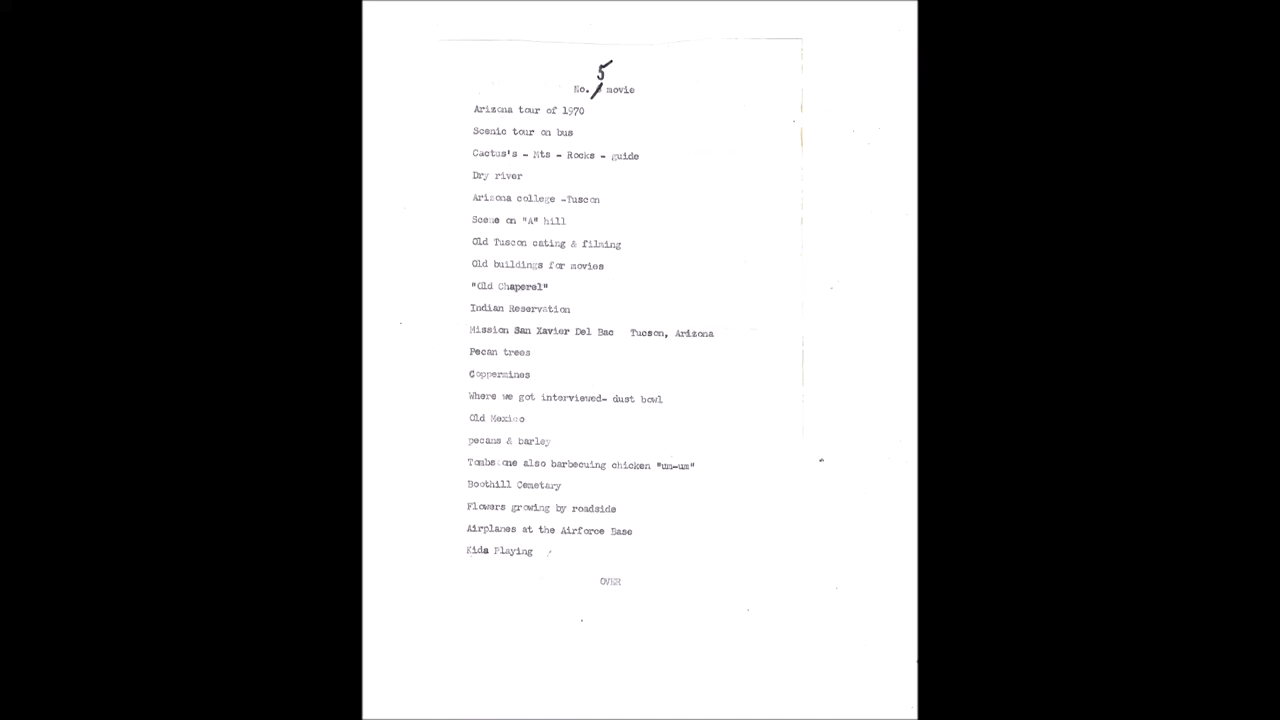 5
No. movie
Arizona tour of 1970
Scenic tour on bus
Cactus's - Mts - Rocks - guide
Dry river
Arizona college -Tuscon
Scene on "A" hill
Old Tuscon eating & filming
Old buildings for movies
"Old Chaperel"
Indian Reservation
Mission San Xavier Del Bac Tucson, Arizona
Pecan trees
Coppermines
Where we got interviewed- dust bowl
Old Mexico
pecans & barley
Tombstone also barbecuing chicken "um-um"
Boothill Cemetary
Flowers growing by roadside
Airplanes at the Airforce Base
Kids Playing
OVER